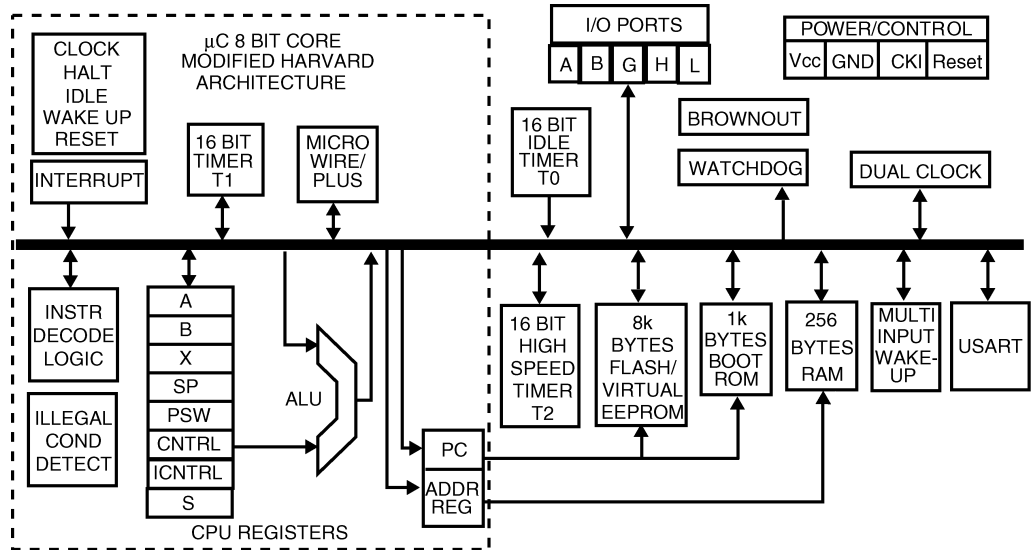 CLOCK
HALT
IDLE
WAKE UP
RESET
INTERRUPT
µC 8 BIT CORE
MODIFIED HARVARD
ARCHITECTURE
16 BIT
TIMER
T1
MICRO
WIRE/
PLUS
I/O PORTS
A B G H L
POWER/CONTROL
Vcc GND CKI Reset
16 BIT
IDLE
TIMER
T0
BROWNOUT
WATCHDOG
DUAL CLOCK
INSTR
DECODE
LOGIC
ILLEGAL
COND
DETECT
A
B
X
SP
PSW
CNTRL
ICNTRL
S
CPU REGISTERS
ALU
PC
ADDR
REG
16 BIT
HIGH
SPEED
TIMER
T2
8k
BYTES
FLASH/
VIRTUAL
EEPROM
1k
BYTES
BOOT
ROM
256
BYTES
RAM
MULTI
INPUT
WAKE-
UP
USART